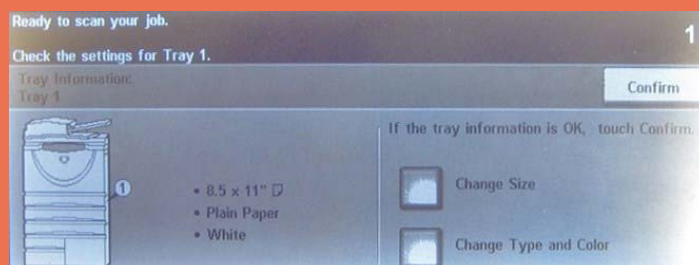 Ready to scan your job.
1
Check the settings for Tray 1.
Tray Information:
Tray 1
Confirm
If the tray information is OK, touch Confirm.
1
• 8.5 x 11"
• Plain Paper
• White
Change Size
Change Type and Color